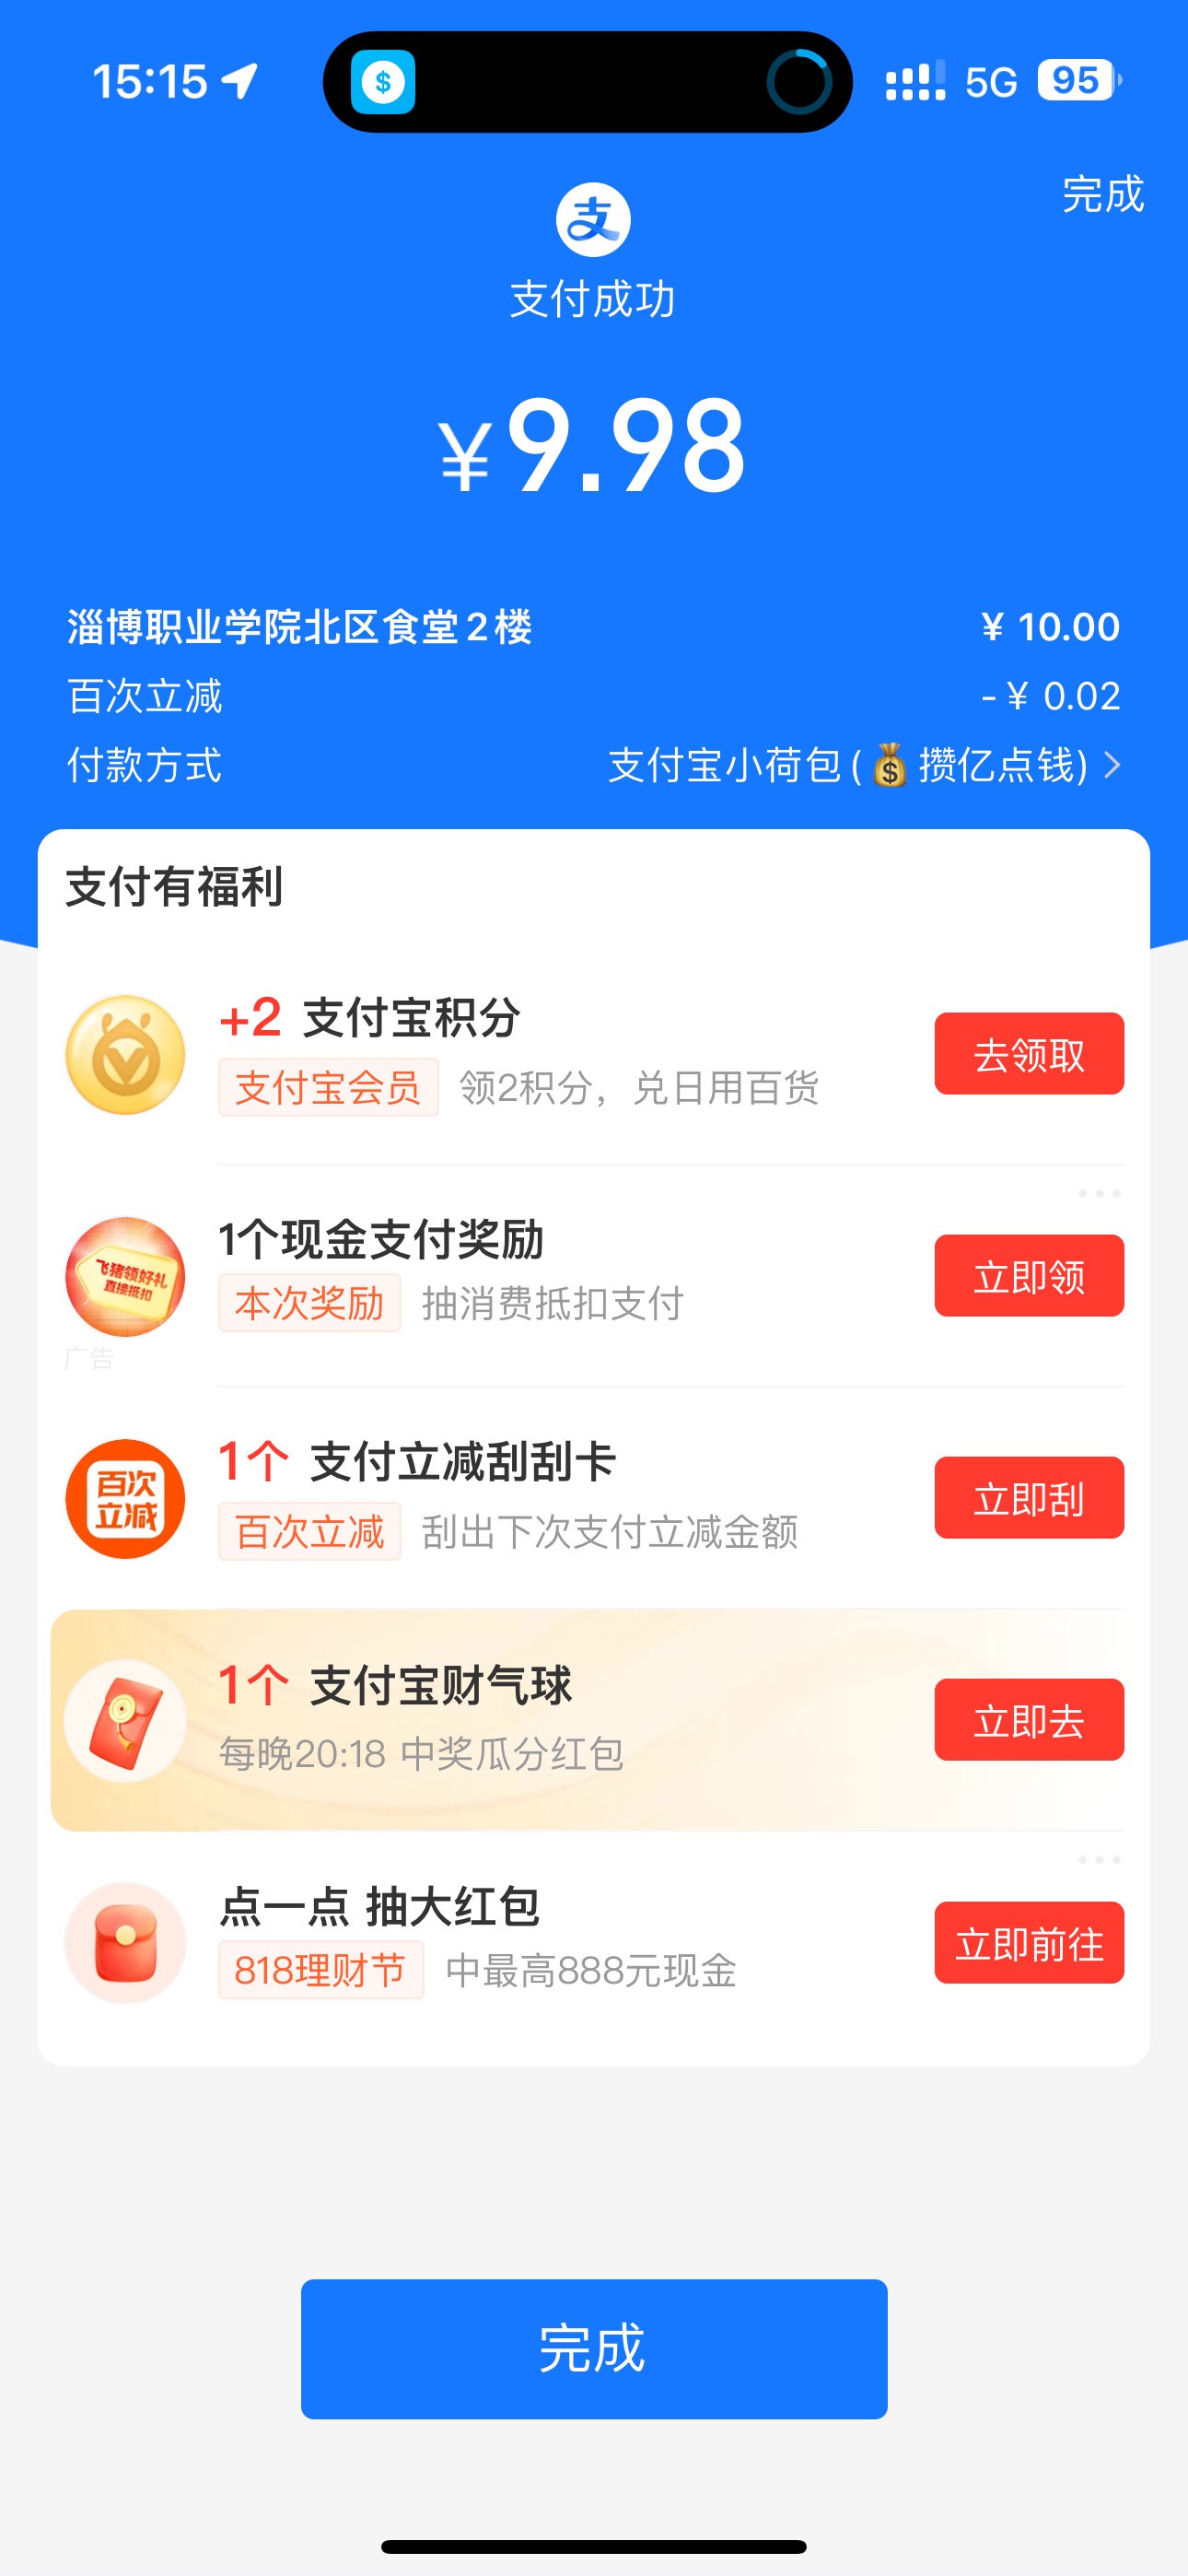 15:15
5G 95
完成
支付成功
¥9.98
淄博职业学院北区食堂2楼 ¥ 10.00
百次立减 -¥ 0.02
付款方式 支付宝小荷包(💰攒亿点钱) >
支付有福利
+2 支付宝积分
支付宝会员 领2积分，兑日用百货
去领取
飞猪领好礼
直接抵扣
广告
1个现金支付奖励
本次奖励 抽消费抵扣支付
立即领
百次
立减
1个 支付立减刮刮卡
百次立减 刮出下次支付立减金额
立即刮
1个 支付宝财气球
每晚20:18 中奖瓜分红包
立即去
点一点 抽大红包
818理财节 中最高888元现金
立即前往
完成